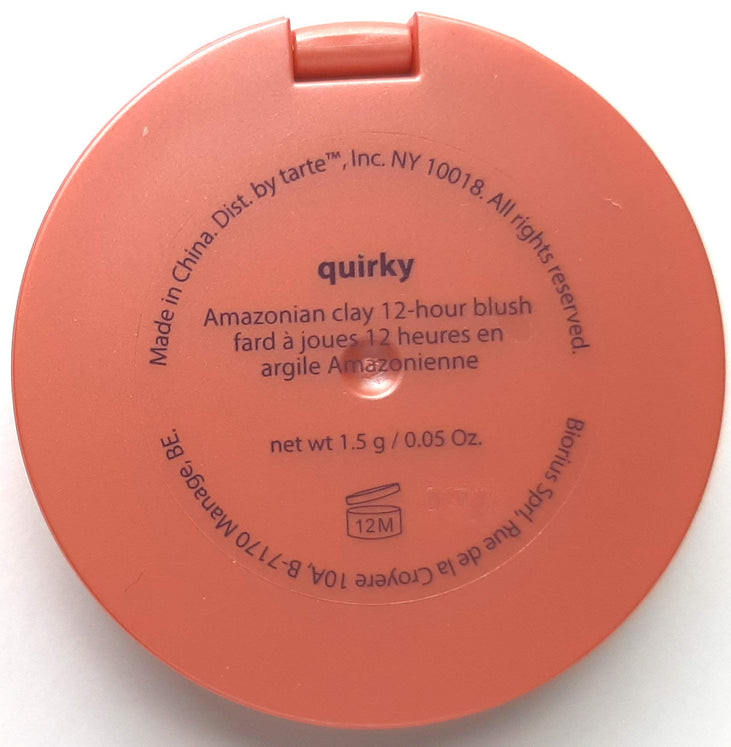 Made in China. Dist. by tarte™, Inc. NY 10018. All rights reserved.
quirky
Amazonian clay 12-hour blush
fard à joues 12 heures en
argile Amazonienne
net wt 1.5 g / 0.05 Oz.
12M
Biorius Sprl, Rue de la Croyere 10A, B-7170 Manage, BE.